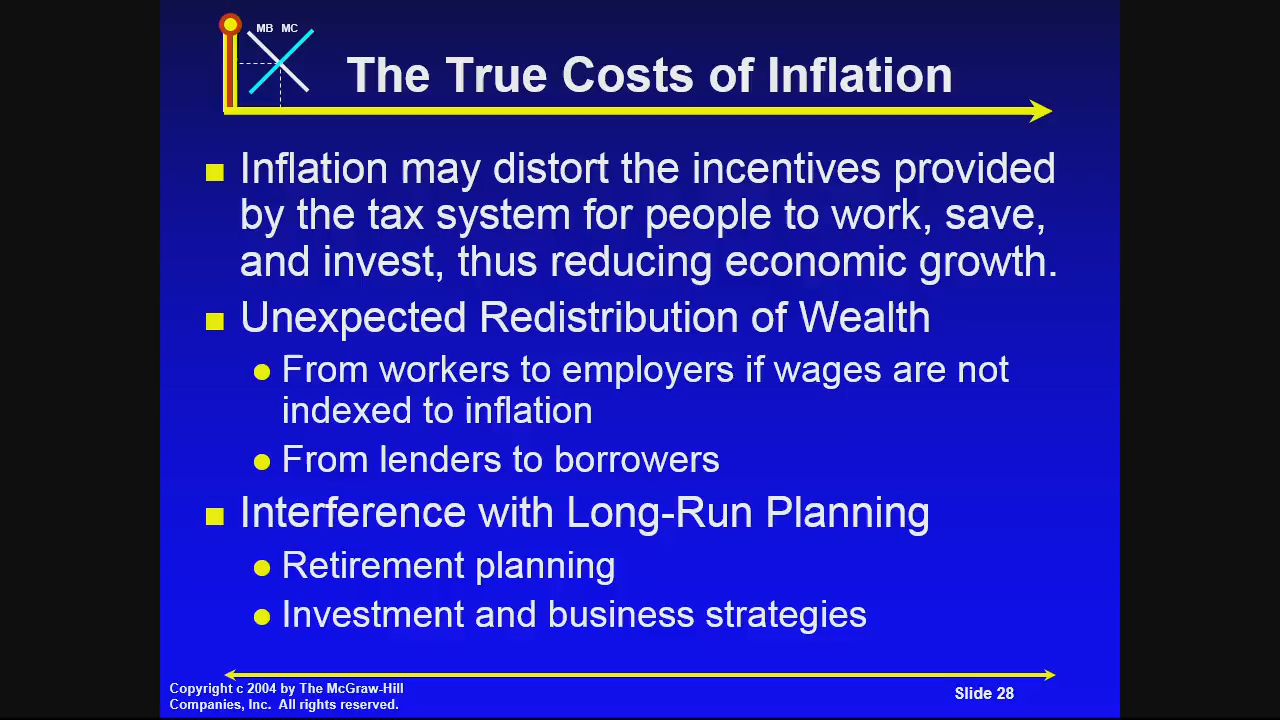 MB MC
The True Costs of Inflation
Inflation may distort the incentives provided
by the tax system for people to work, save,
and invest, thus reducing economic growth.
Unexpected Redistribution of Wealth
From workers to employers if wages are not
indexed to inflation
From lenders to borrowers
Interference with Long-Run Planning
Retirement planning
Investment and business strategies
Copyright c 2004 by The McGraw-Hill
Companies, Inc. All rights reserved.
Slide 28